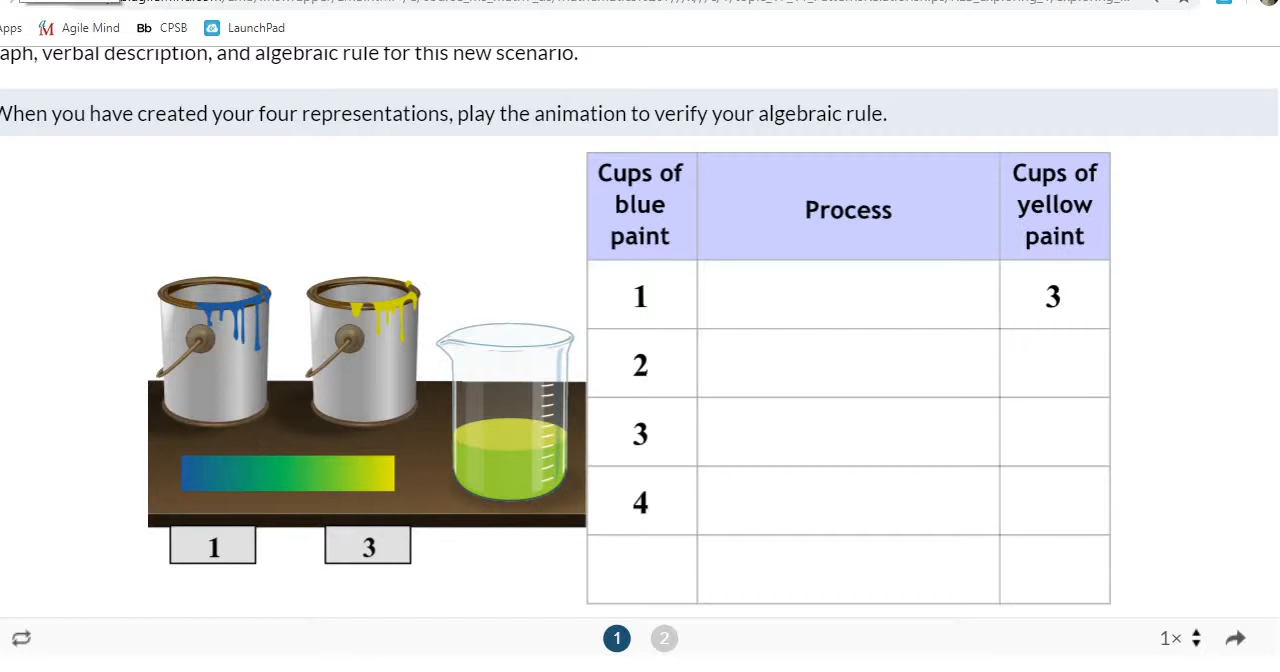 Apps Agile Mind Bb CPSB LaunchPad
aph, verbal description, and algebraic rule for this new scenario.
When you have created your four representations, play the animation to verify your algebraic rule.
Cups of blue paint Process Cups of yellow paint
1 3
2
3
4
1 3
1 2 1×